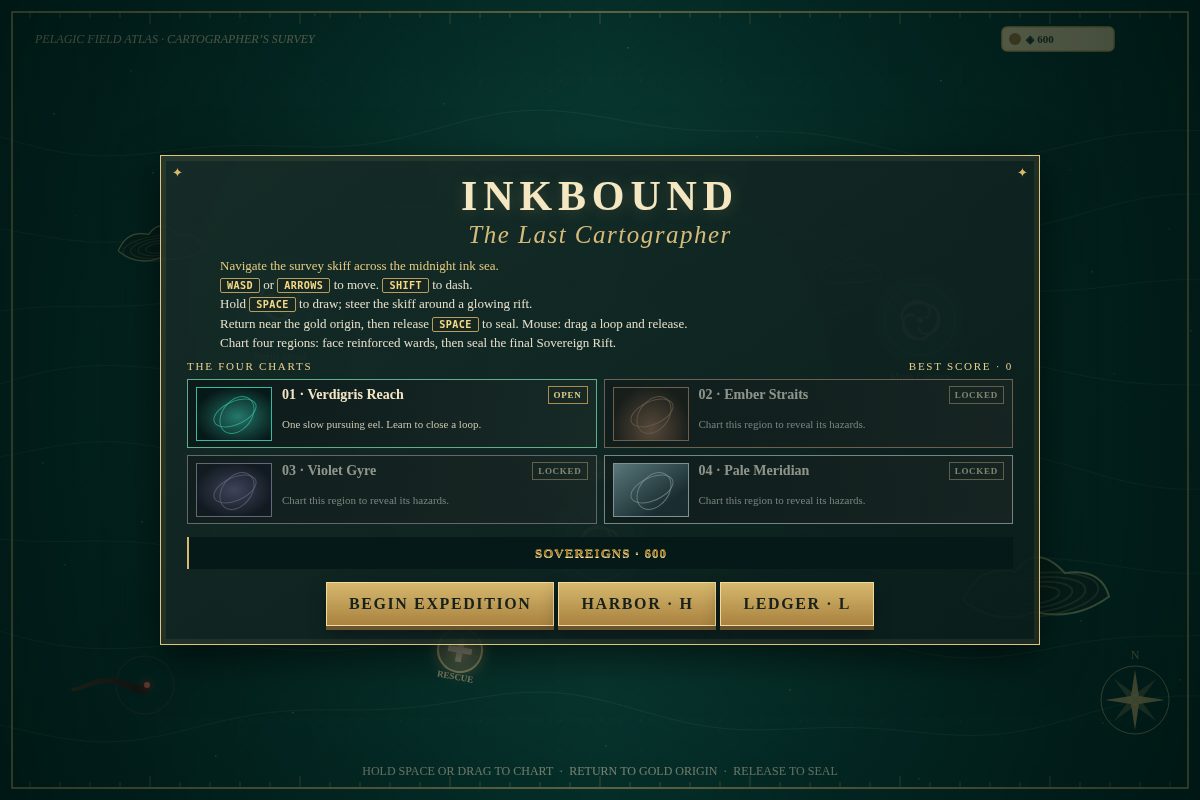 PELAGIC FIELD ATLAS · CARTOGRAPHER'S SURVEY
◈ 600
INKBOUND
The Last Cartographer
Navigate the survey skiff across the midnight ink sea.
WASD or ARROWS to move. SHIFT to dash.
Hold SPACE to draw; steer the skiff around a glowing rift.
Return near the gold origin, then release SPACE to seal. Mouse: drag a loop and release.
Chart four regions: face reinforced wards, then seal the final Sovereign Rift.
THE FOUR CHARTS
BEST SCORE · 0
01 · Verdigris Reach
OPEN
One slow pursuing eel. Learn to close a loop.
02 · Ember Straits
LOCKED
Chart this region to reveal its hazards.
03 · Violet Gyre
LOCKED
Chart this region to reveal its hazards.
04 · Pale Meridian
LOCKED
Chart this region to reveal its hazards.
SOVEREIGNS · 600
BEGIN EXPEDITION
HARBOR · H
LEDGER · L
RESCUE
N
HOLD SPACE OR DRAG TO CHART · RETURN TO GOLD ORIGIN · RELEASE TO SEAL